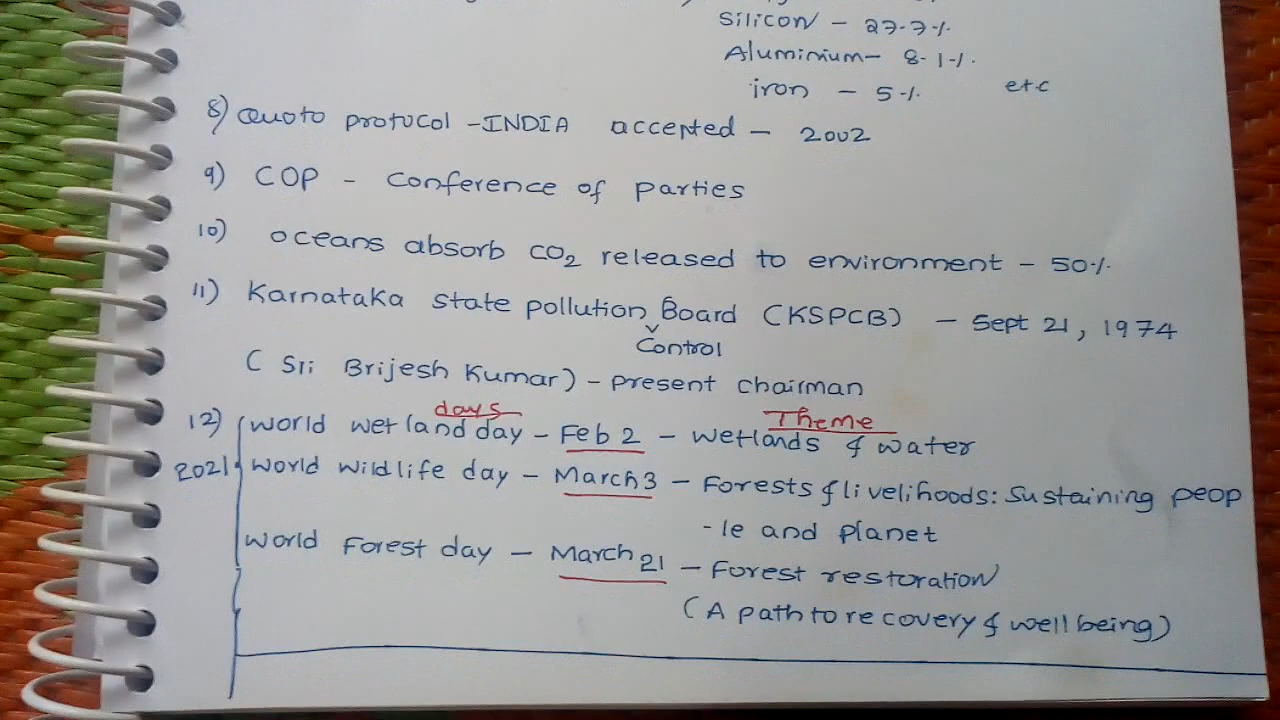 Silicon - 27.7%
Aluminium - 8.1%.
iron - 5% etc
8) Quoto protocol - INDIA accepted - 2002
9) COP - Conference of parties
10) oceans absorb CO2 released to environment - 50%
11) Karnataka state pollution Board (KSPCB) - Sept 21, 1974
Control
(Sri Brijesh Kumar) - present chairman
days Theme
12) World wetland day - Feb 2 - wetlands & water
2021 World wildlife day - March 3 - Forests & livelihoods: Sustaining peop
-le and planet
World Forest day - March 21 - Forest restoration
(A path to recovery & well being)